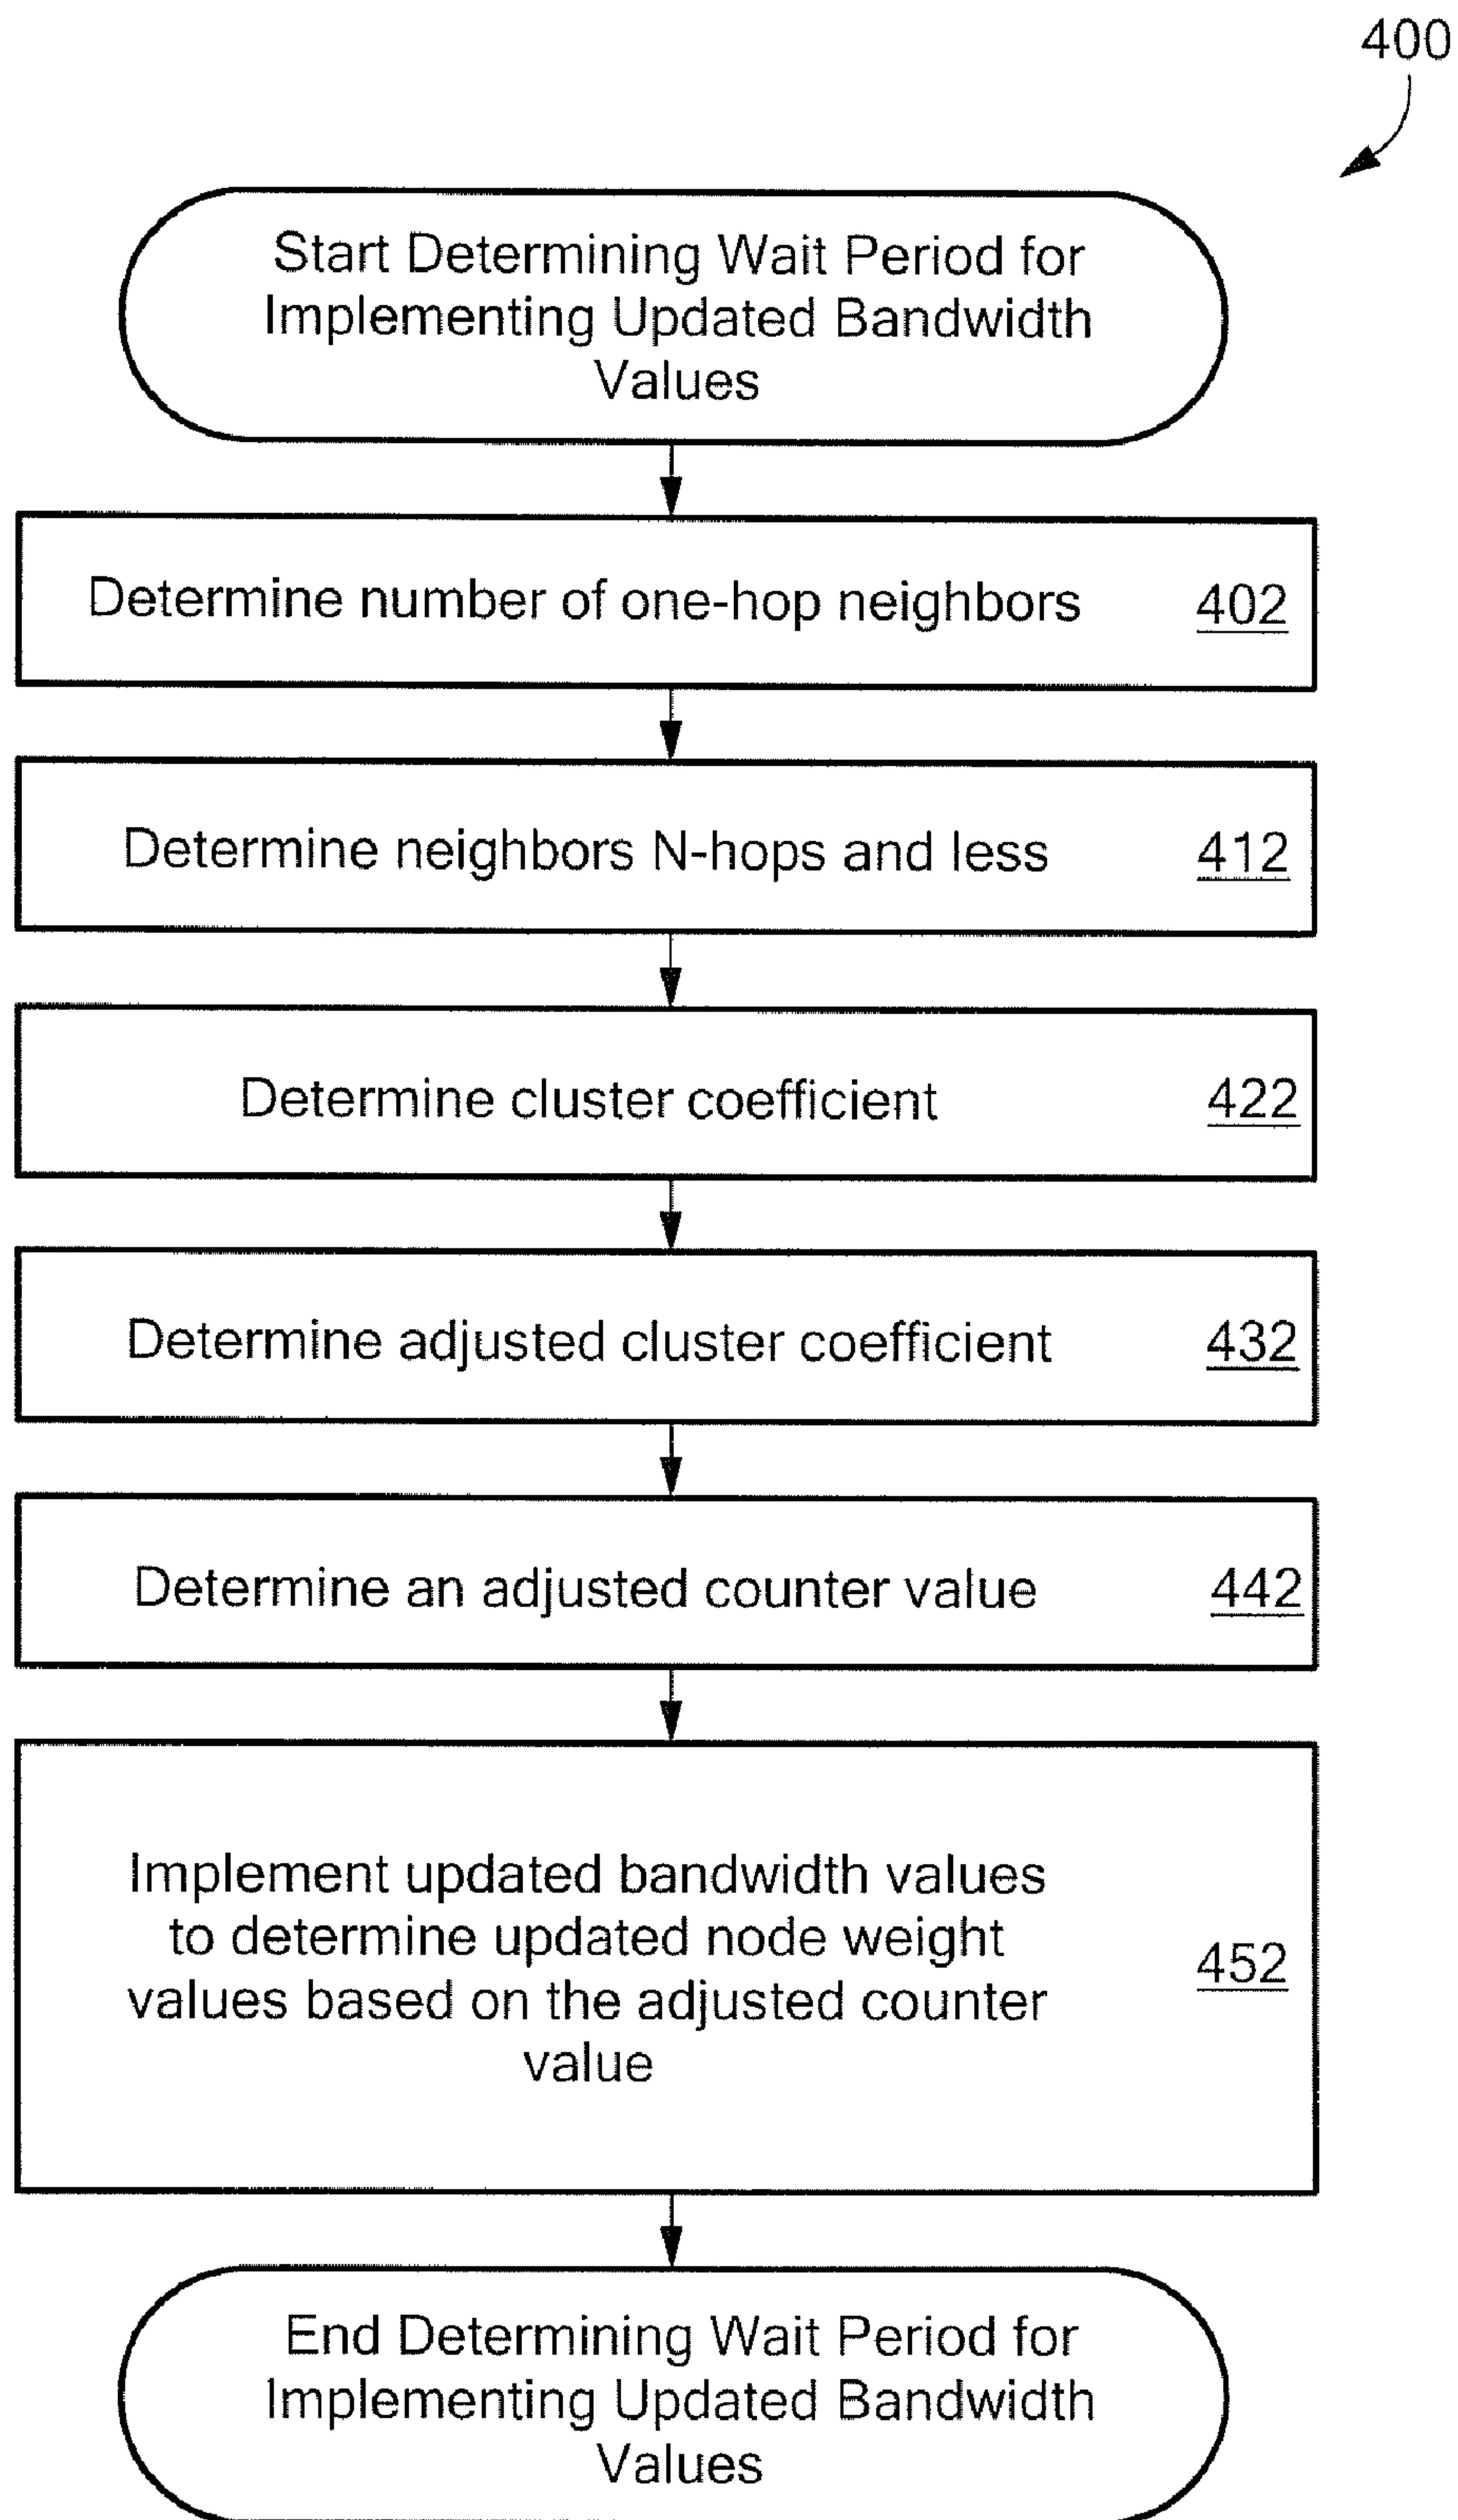 400
Start Determining Wait Period for
Implementing Updated Bandwidth
Values
Determine number of one-hop neighbors 402
Determine neighbors N-hops and less 412
Determine cluster coefficient 422
Determine adjusted cluster coefficient 432
Determine an adjusted counter value 442
Implement updated bandwidth values
to determine updated node weight
values based on the adjusted counter
value
452
End Determining Wait Period for
Implementing Updated Bandwidth
Values